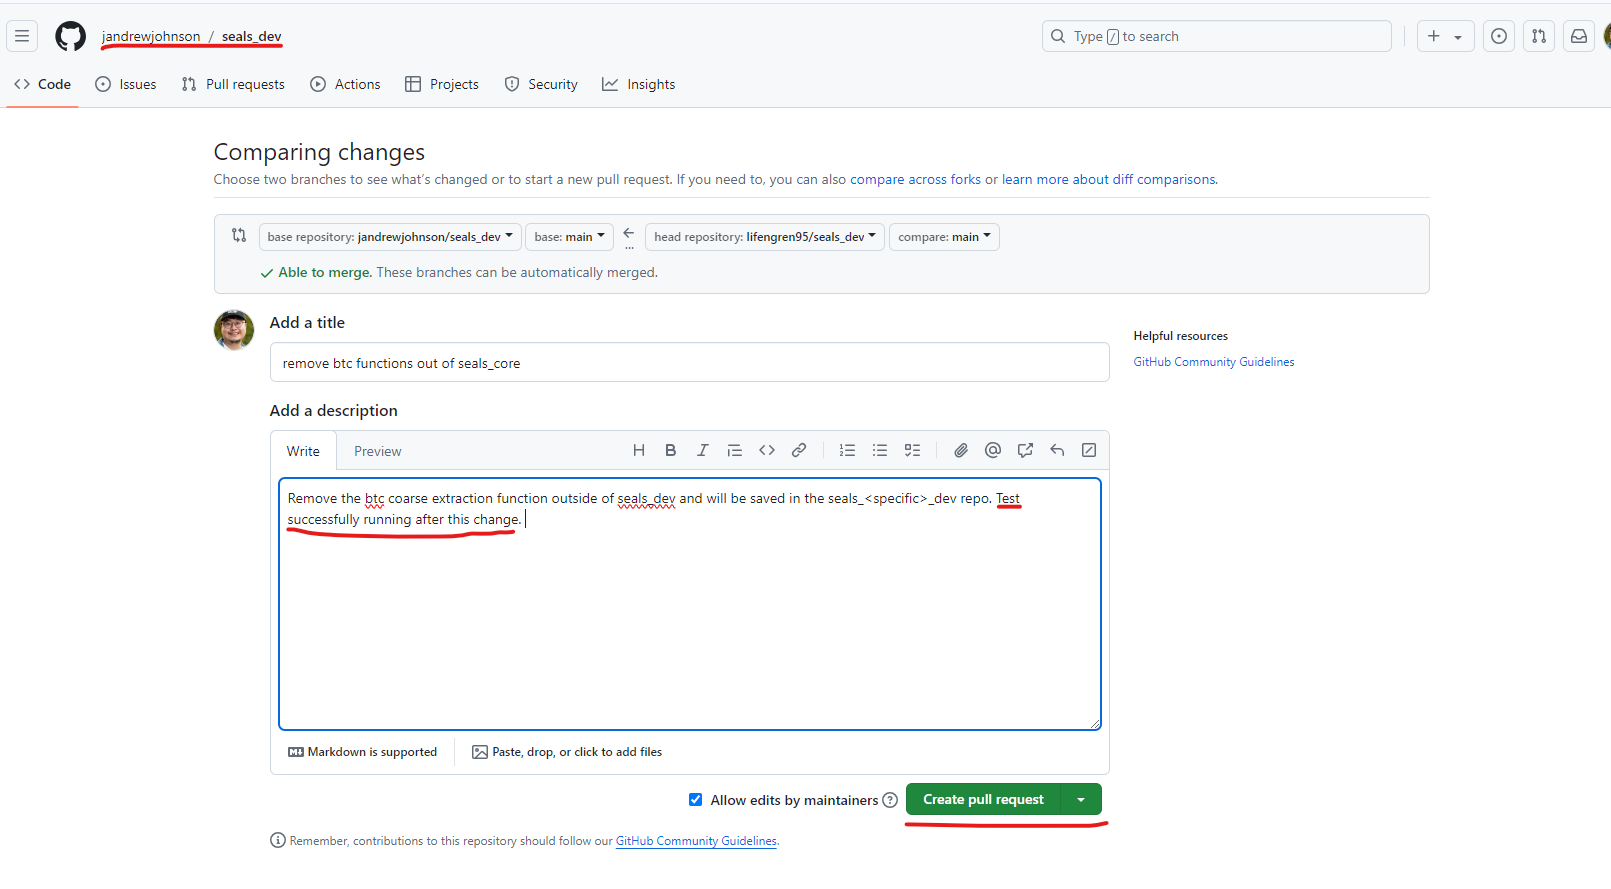 jandrewjohnson / seals_dev
Type / to search
Code Issues Pull requests Actions Projects Security Insights
Comparing changes
Choose two branches to see what's changed or to start a new pull request. If you need to, you can also compare across forks or learn more about diff comparisons.
base repository: jandrewjohnson/seals_dev base: main ... head repository: lifengren95/seals_dev compare: main
Able to merge. These branches can be automatically merged.
Add a title
Helpful resources
GitHub Community Guidelines
remove btc functions out of seals_core
Add a description
Write Preview
Remove the btc coarse extraction function outside of seals_dev and will be saved in the seals_<specific>_dev repo. Test
successfully running after this change.
Markdown is supported Paste, drop, or click to add files
Allow edits by maintainers Create pull request
Remember, contributions to this repository should follow our GitHub Community Guidelines.